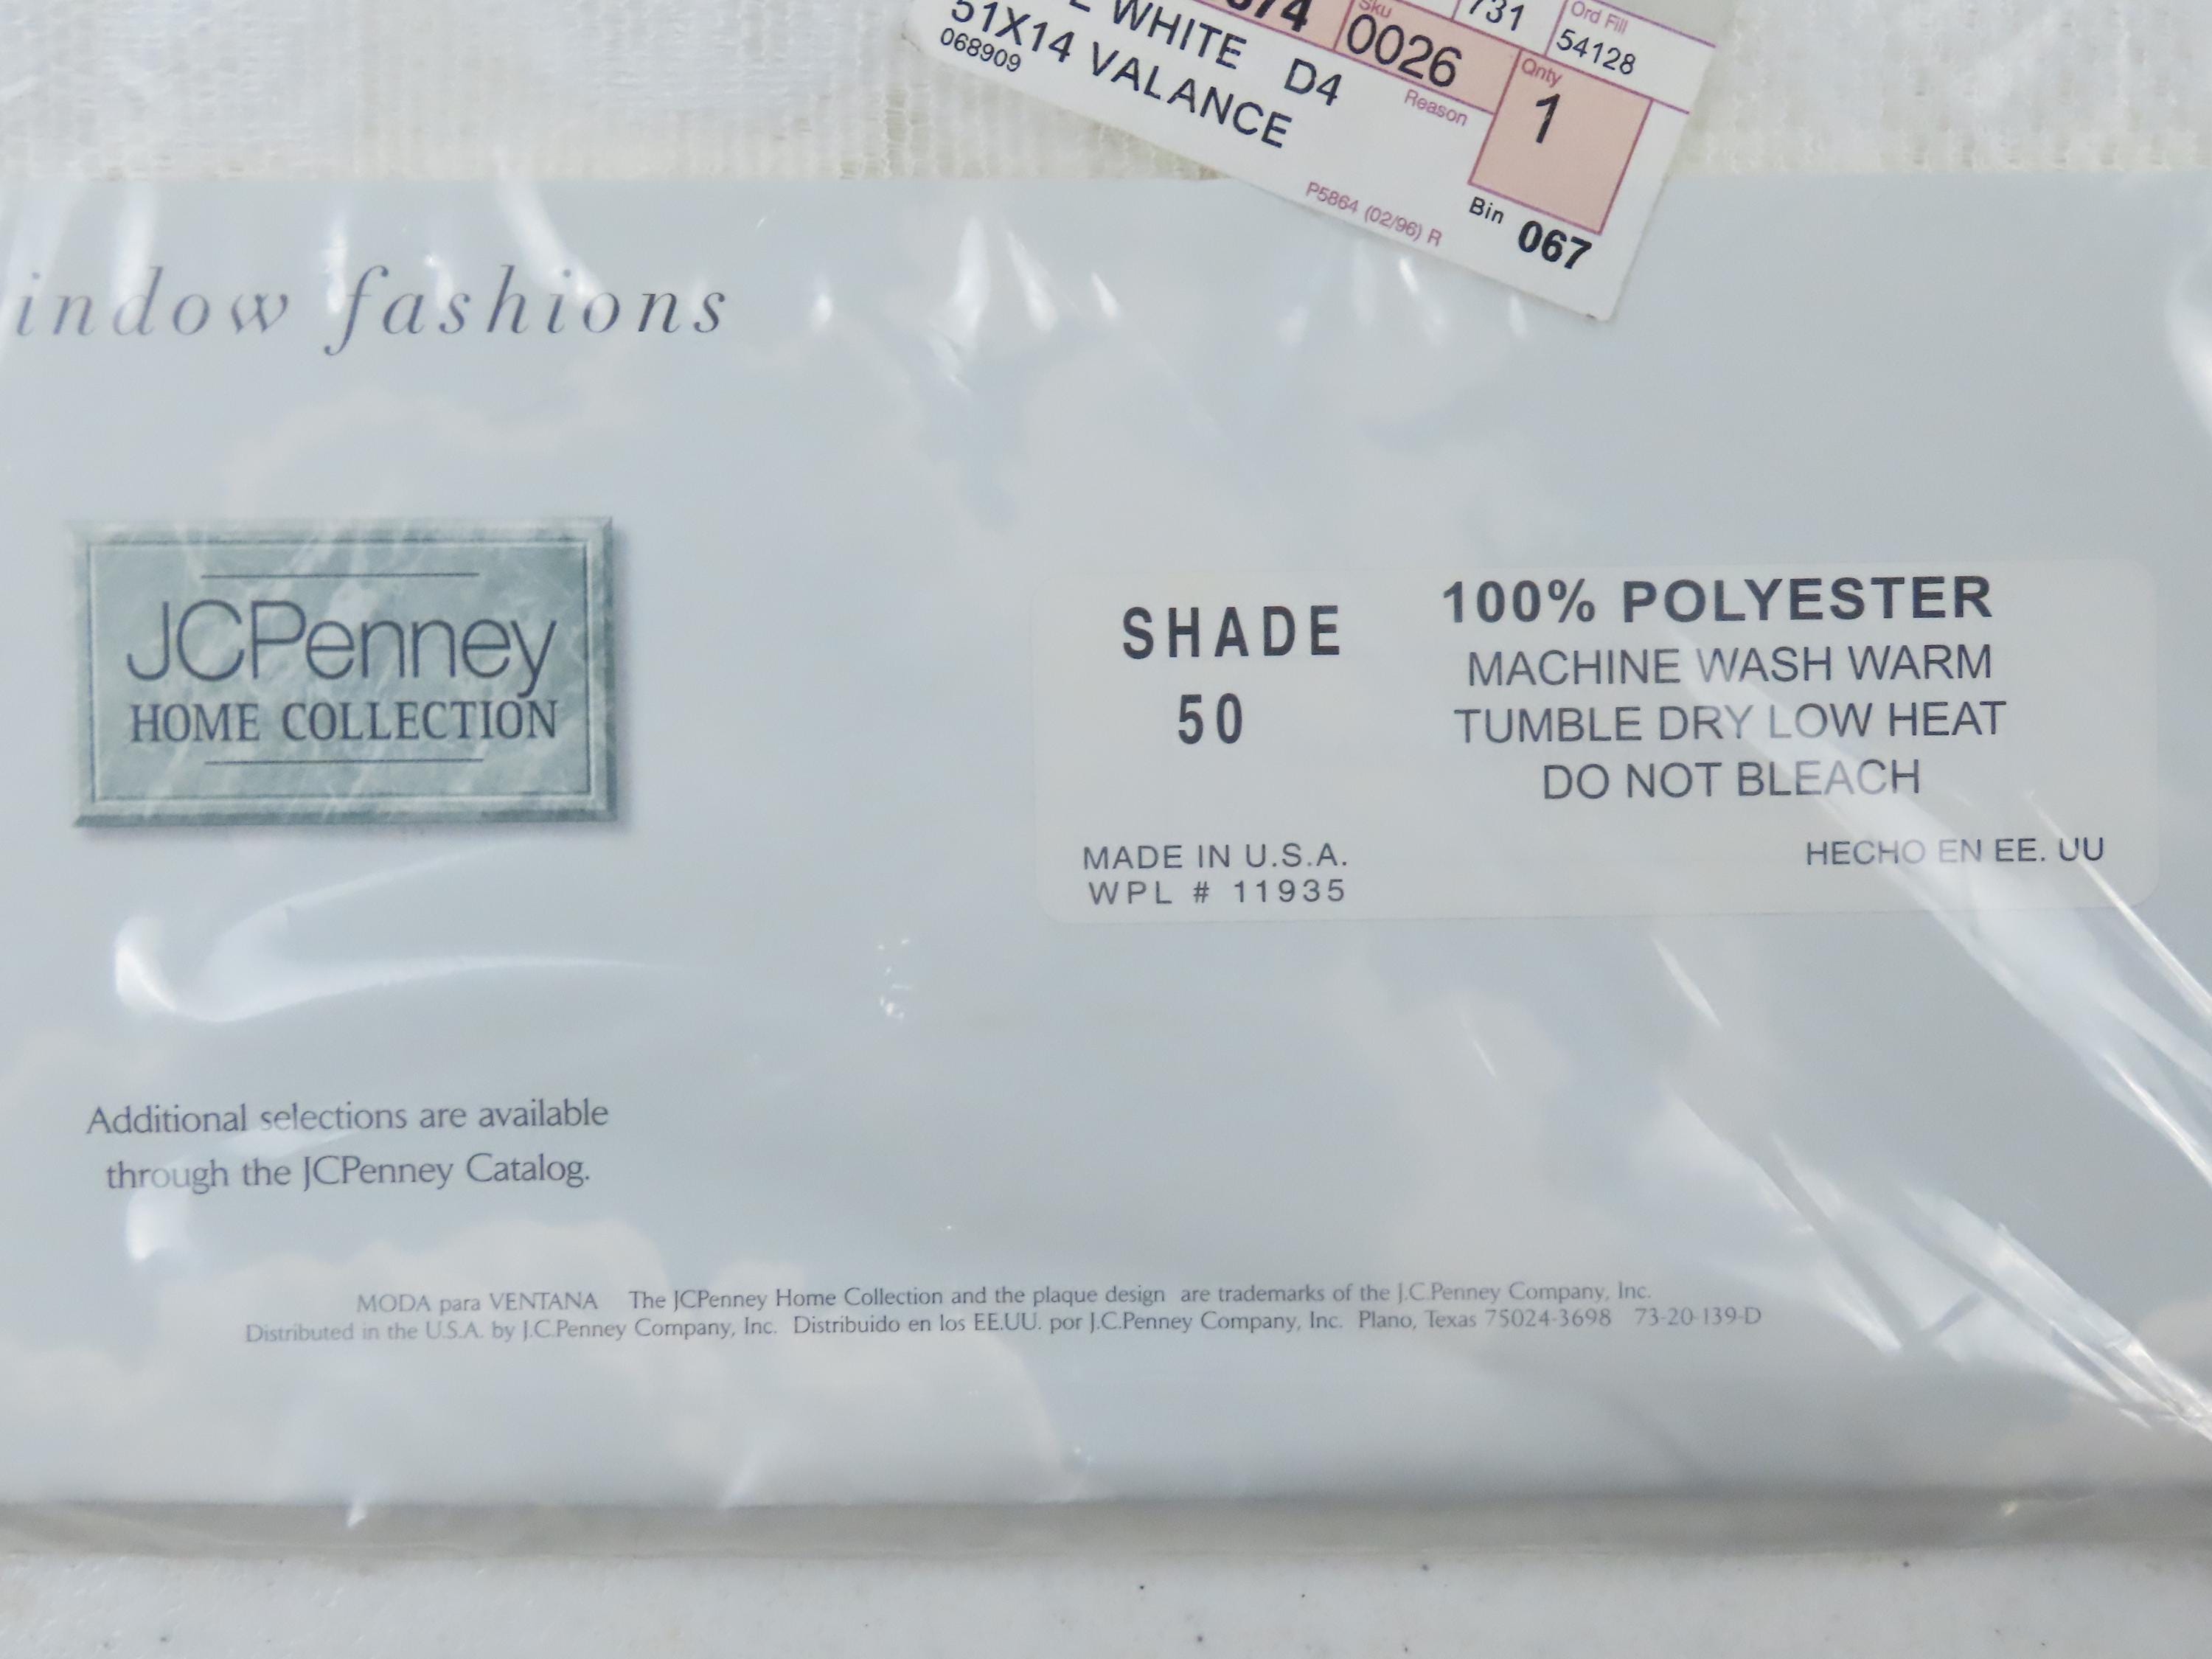 731
Ord Fill
54128
Sku
0026
Qnty
1
WHITE D4
Reason
51X14 VALANCE
068909
P5864 (02/96) R
Bin 067
indow fashions
JCPenney
HOME COLLECTION
SHADE
50
100% POLYESTER
MACHINE WASH WARM
TUMBLE DRY LOW HEAT
DO NOT BLEACH
MADE IN U.S.A.
WPL # 11935
HECHO EN EE. UU
Additional selections are available
through the JCPenney Catalog.
MODA para VENTANA The JCPenney Home Collection and the plaque design are trademarks of the J.C.Penney Company, Inc.
Distributed in the U.S.A. by J.C.Penney Company, Inc. Distribuido en los EE.UU. por J.C.Penney Company, Inc. Plano, Texas 75024-3698 73-20-139-D